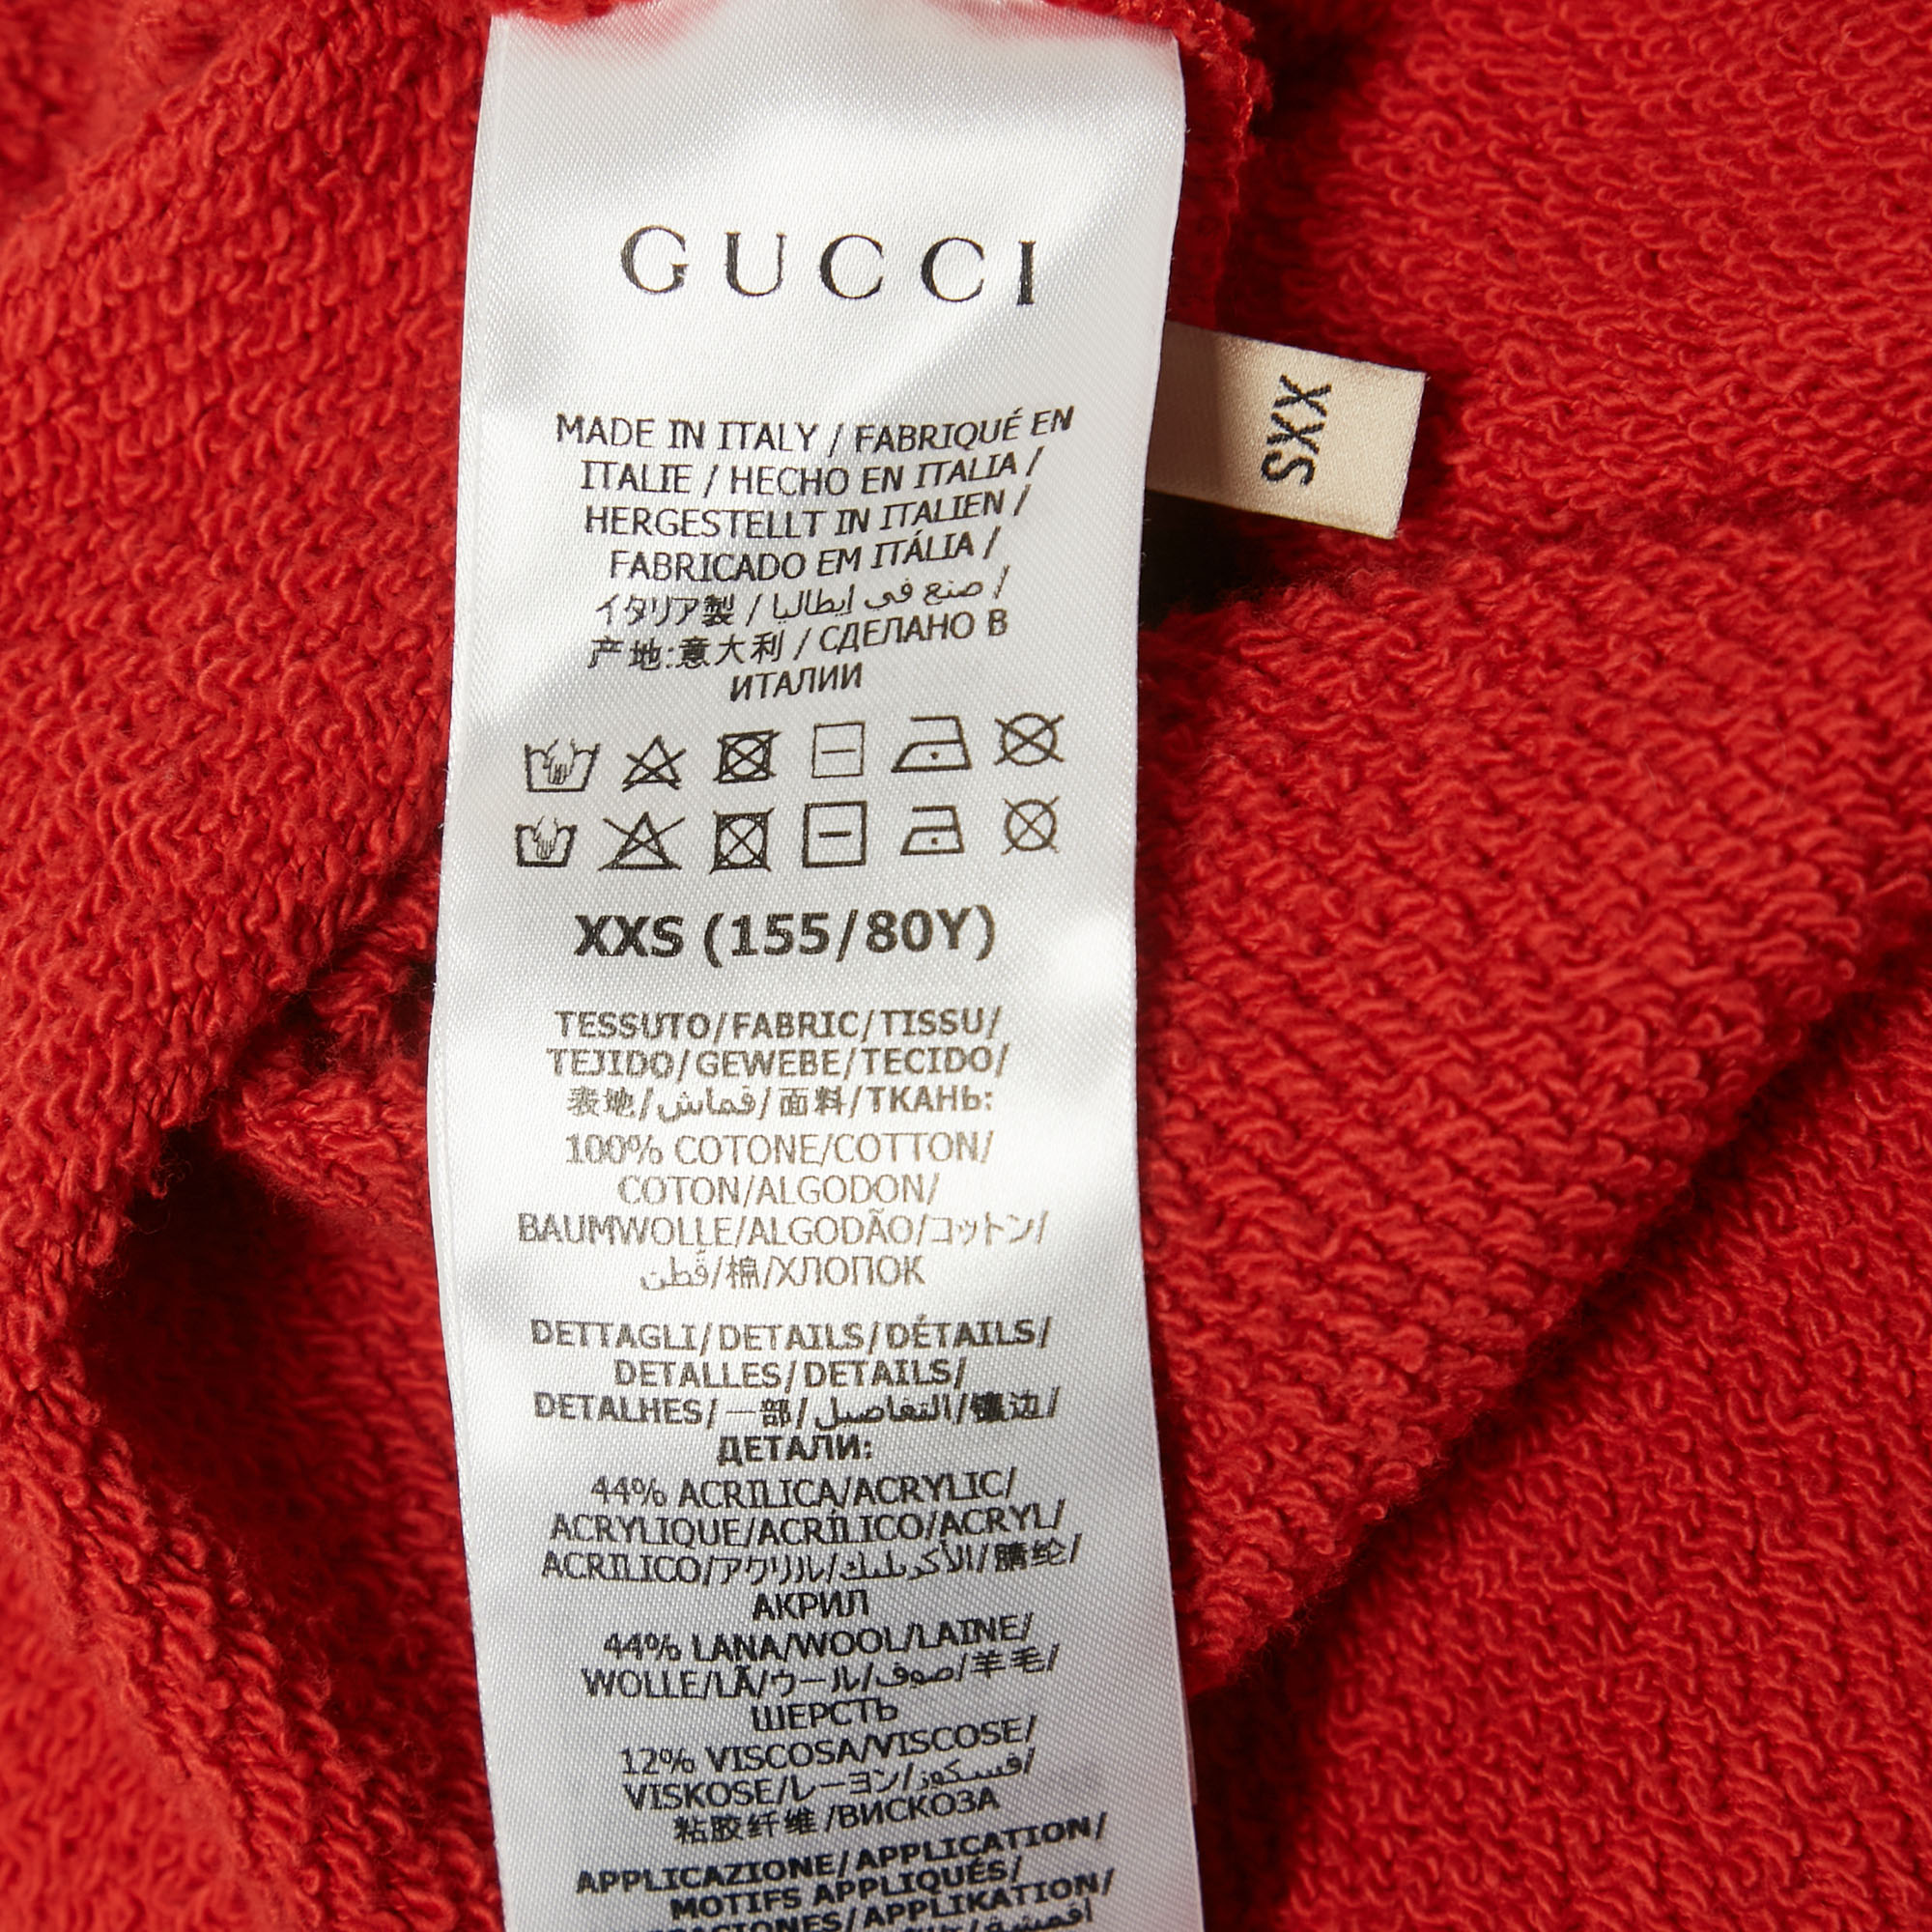 GUCCI
MADE IN ITALY / FABRIQUÉ EN
ITALIE / HECHO EN ITALIA /
HERGESTELLT IN ITALIEN /
FABRICADO EM ITÁLIA /
イタリア製 / صنع في إيطاليا /
产地:意大利 / СДЕЛАНО В
ИТАЛИИ
XXS
XXS (155/80Y)
TESSUTO/FABRIC/TISSU/
TEJIDO/GEWEBE/TECIDO/
表地/قماش/面料/ТКАНЬ:
100% COTONE/COTTON/
COTON/ALGODON/
BAUMWOLLE/ALGODÃO/コットン/
قُطن/棉/ХЛОПОК
DETTAGLI/DETAILS/DÉTAILS/
DETALLES/DETAILS/
DETALHES/一部/التفاصيل/镶边/
ДЕТАЛИ:
44% ACRILICA/ACRYLIC/
ACRYLIQUE/ACRÍLICO/ACRYL/
ACRILICO/アクリル/الأكريليك/腈纶/
АКРИЛ
44% LANA/WOOL/LAINE/
WOLLE/LÃ/ウール/صوف/羊毛/
ШЕРСТЬ
12% VISCOSA/VISCOSE/
VISKOSE/レーヨン/فسكوز/
粘胶纤维/ВИСКОЗА
APPLICAZIONE/APPLICATION/
MOTIFS APPLIQUÉS/
/APPLIKATION/